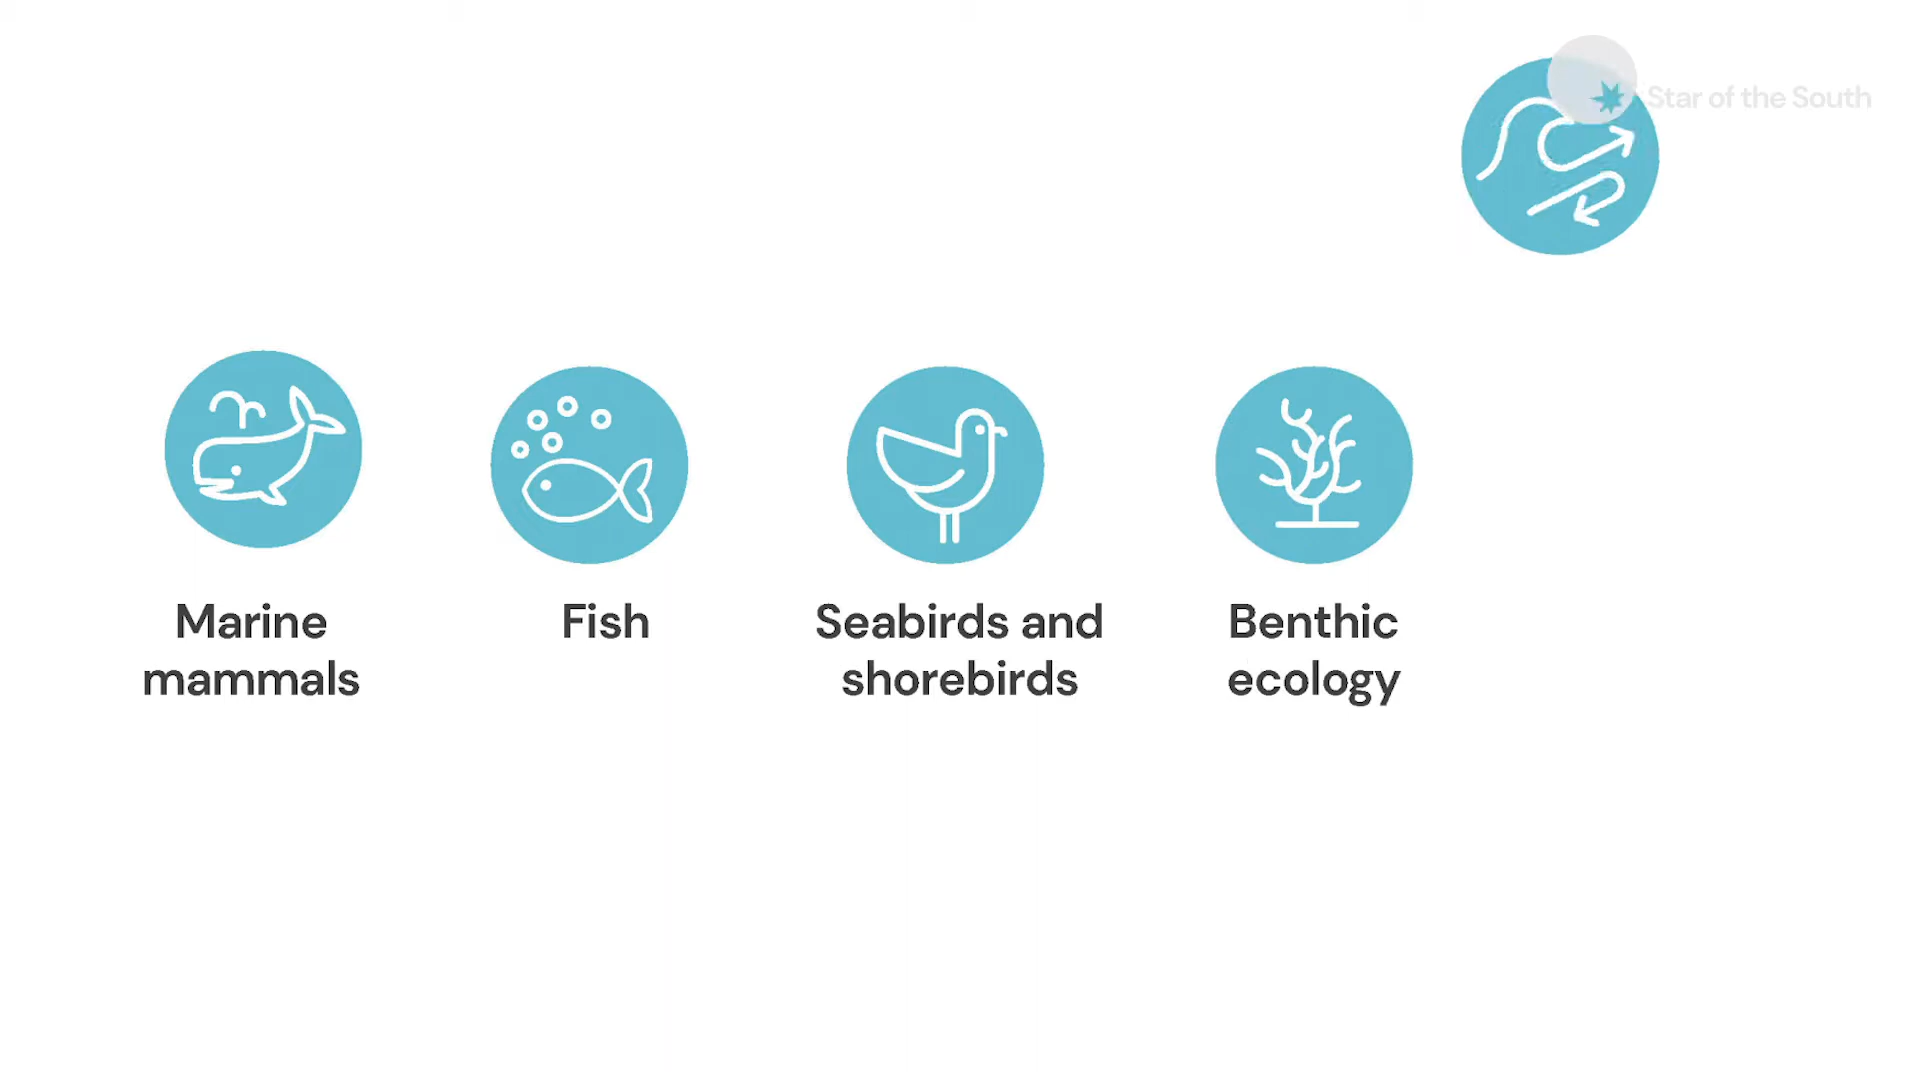 Star of the South
Marine
mammals
Fish
Seabirds and
shorebirds
Benthic
ecology